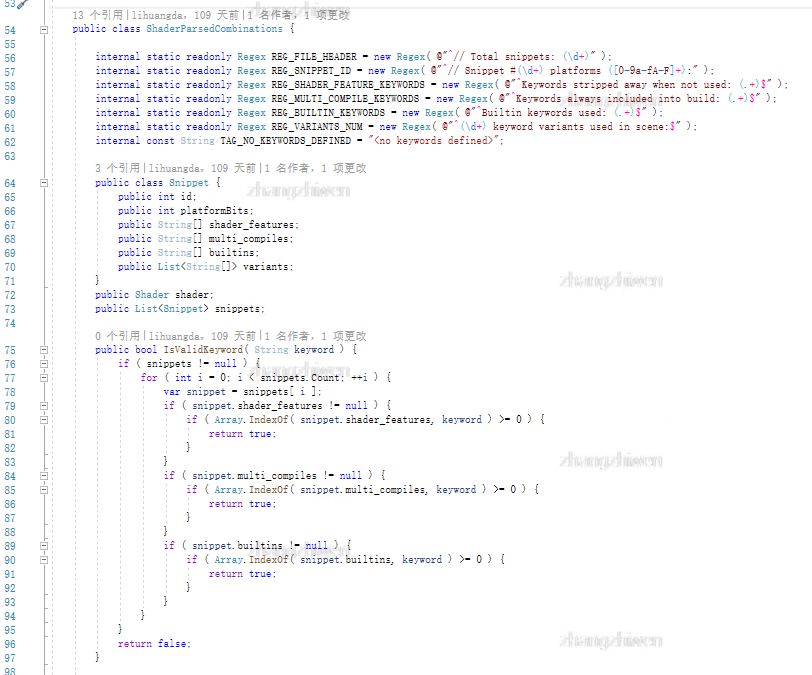 53
13 个引用|lihuangda，109 天前|1 名作者，1 项更改
54 public class ShaderParsedCombinations {
55
56 internal static readonly Regex REG_FILE_HEADER = new Regex( @"^// Total snippets: (\d+)" );
57 internal static readonly Regex REG_SNIPPET_ID = new Regex( @"^// Snippet #(\d+) platforms ([0-9a-fA-F]+):" );
58 internal static readonly Regex REG_SHADER_FEATURE_KEYWORDS = new Regex( @"^Keywords stripped away when not used: (.+)$" );
59 internal static readonly Regex REG_MULTI_COMPILE_KEYWORDS = new Regex( @"^Keywords always included into build: (.+)$" );
60 internal static readonly Regex REG_BUILTIN_KEYWORDS = new Regex( @"^Builtin keywords used: (.+)$" );
61 internal static readonly Regex REG_VARIANTS_NUM = new Regex( @"^(\d+) keyword variants used in scene:$" );
62 internal const String TAG_NO_KEYWORDS_DEFINED = "<no keywords defined>";
63
3 个引用|lihuangda，109 天前|1 名作者，1 项更改
64 public class Snippet {
zhangzhiwen
65 public int id;
66 public int platformBits;
67 public String[] shader_features;
68 public String[] multi_compiles;
69 public String[] builtins;
70 public List<String[]> variants;
71 }
zhangzhiwen
72 public Shader shader;
73 public List<Snippet> snippets;
74
0 个引用|lihuangda，109 天前|1 名作者，1 项更改
75 public bool IsValidKeyword( String keyword ) {
76 if ( snippets != null ) {
zhangzhiwen
77 for ( int i = 0; i < snippets.Count; ++i ) {
78 var snippet = snippets[ i ];
79 if ( snippet.shader_features != null ) {
80 if ( Array.IndexOf( snippet.shader_features, keyword ) >= 0 ) {
81 return true;
82 }
83 }
zhangzhiwen
84 if ( snippet.multi_compiles != null ) {
85 if ( Array.IndexOf( snippet.multi_compiles, keyword ) >= 0 ) {
86 return true;
87 }
88 }
89 if ( snippet.builtins != null ) {
zhangzhiwen
90 if ( Array.IndexOf( snippet.builtins, keyword ) >= 0 ) {
91 return true;
92 }
93 }
94 }
95 }
96 return false;
zhangzhiwen
97 }
98